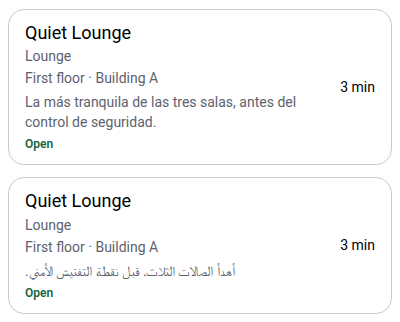 Quiet Lounge
Lounge
First floor · Building A
3 min
La más tranquila de las tres salas, antes del
control de seguridad.
Open
Quiet Lounge
Lounge
First floor · Building A
3 min
أهدأ الصالات الثلاث، قبل نقطة التفتيش الأمني.
Open